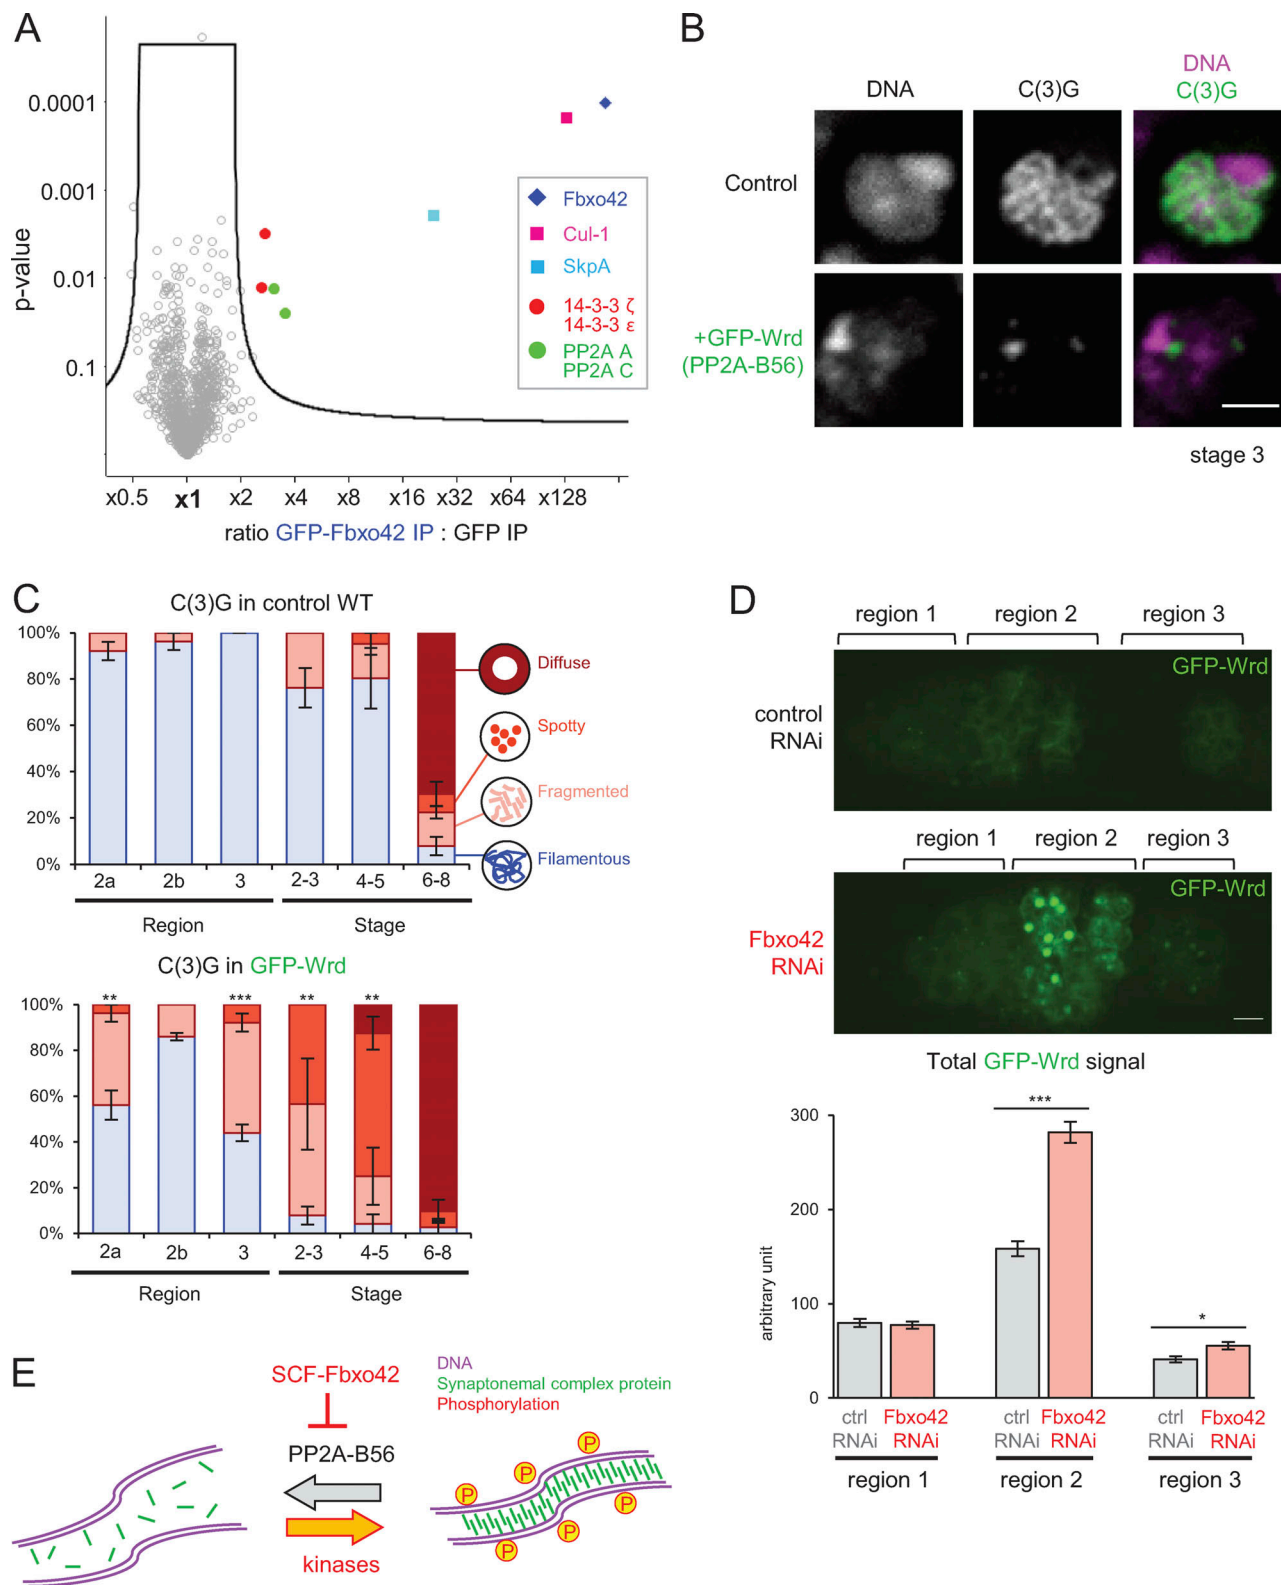 A
p-value
0.0001
0.001
0.01
0.1
x0.5 x1 x2 x4 x8 x16 x32 x64 x128
ratio GFP-Fbxo42 IP : GFP IP
Fbxo42
Cul-1
SkpA
14-3-3 ζ
14-3-3 ε
PP2A A
PP2A C
B
DNA
C(3)G
DNA
C(3)G
Control
+GFP-Wrd
(PP2A-B56)
stage 3
C
C(3)G in control WT
100%
80%
60%
40%
20%
0%
2a 2b 3 2-3 4-5 6-8
Region Stage
Diffuse
Spotty
Fragmented
Filamentous
C(3)G in GFP-Wrd
** *** ** **
100%
80%
60%
40%
20%
0%
2a 2b 3 2-3 4-5 6-8
Region Stage
D
region 1 region 2 region 3
GFP-Wrd
control
RNAi
region 1 region 2 region 3
GFP-Wrd
Fbxo42
RNAi
Total GFP-Wrd signal
arbitrary unit
300
200
100
0
***
*
ctrl Fbxo42 ctrl Fbxo42 ctrl Fbxo42
RNAi RNAi RNAi RNAi RNAi RNAi
region 1 region 2 region 3
E
SCF-Fbxo42
PP2A-B56
kinases
DNA
Synaptonemal complex protein
Phosphorylation
P
P
P
P
P
P